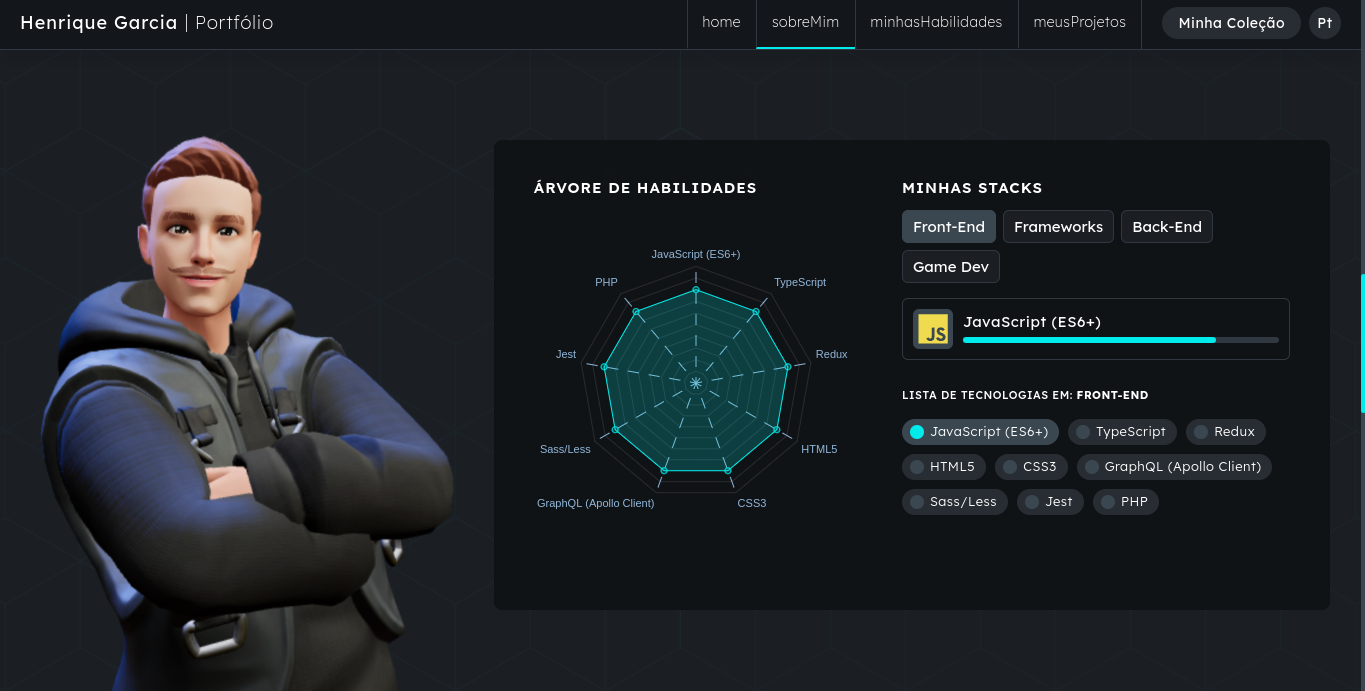 Henrique Garcia | Portfólio
home
sobreMim
minhasHabilidades
meusProjetos
Minha Coleção
Pt
ÁRVORE DE HABILIDADES
JavaScript (ES6+)
PHP
TypeScript
Jest
Redux
Sass/Less
HTML5
GraphQL (Apollo Client)
CSS3
MINHAS STACKS
Front-End
Frameworks
Back-End
Game Dev
JS
JavaScript (ES6+)
LISTA DE TECNOLOGIAS EM: FRONT-END
JavaScript (ES6+)
TypeScript
Redux
HTML5
CSS3
GraphQL (Apollo Client)
Sass/Less
Jest
PHP